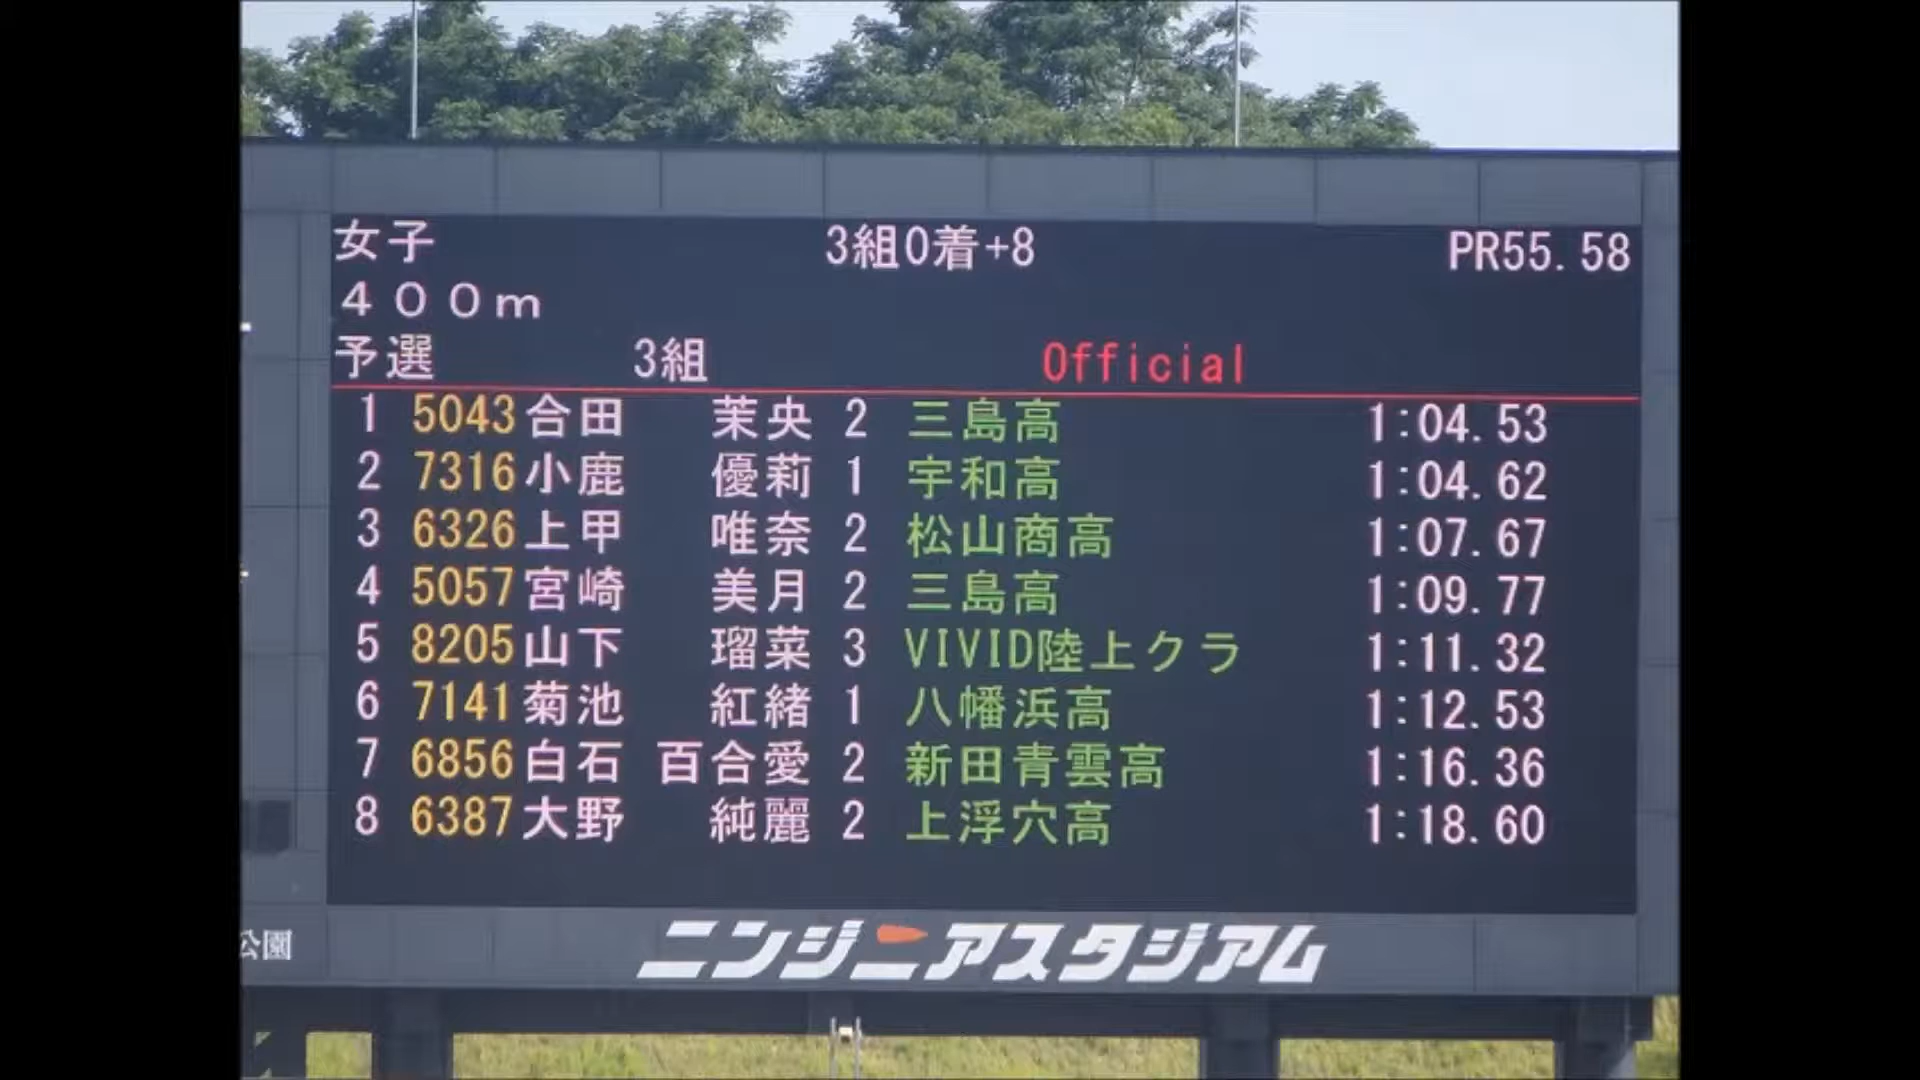 女子 3組0着+8 PR55.58
400m
予選 3組 Official
1 5043 合田 茉央 2 三島高 1:04.53
2 7316 小鹿 優莉 1 宇和高 1:04.62
3 6326 上甲 唯奈 2 松山商高 1:07.67
4 5057 宮崎 美月 2 三島高 1:09.77
5 8205 山下 瑠菜 3 VIVID陸上クラ 1:11.32
6 7141 菊池 紅緒 1 八幡浜高 1:12.53
7 6856 白石 百合愛 2 新田青雲高 1:16.36
8 6387 大野 純麗 2 上浮穴高 1:18.60
公園 ニンジニアスタジアム